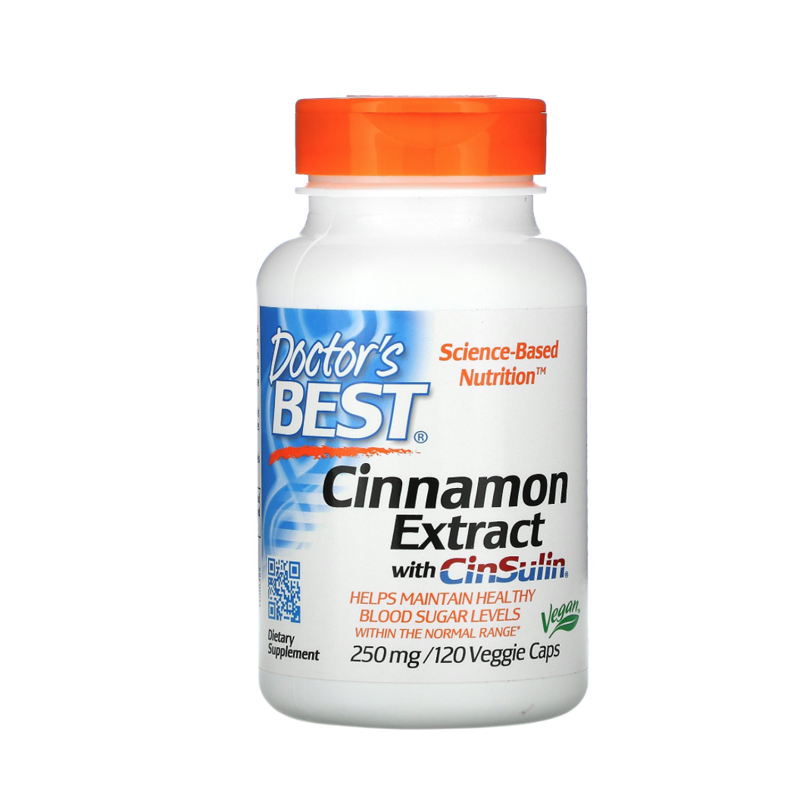 Doctor's
BEST®
Science-Based
Nutrition™
Cinnamon
Extract
with CinSulin®
HELPS MAINTAIN HEALTHY
BLOOD SUGAR LEVELS
WITHIN THE NORMAL RANGE*
Vegan
Dietary
Supplement
250 mg/120 Veggie Caps